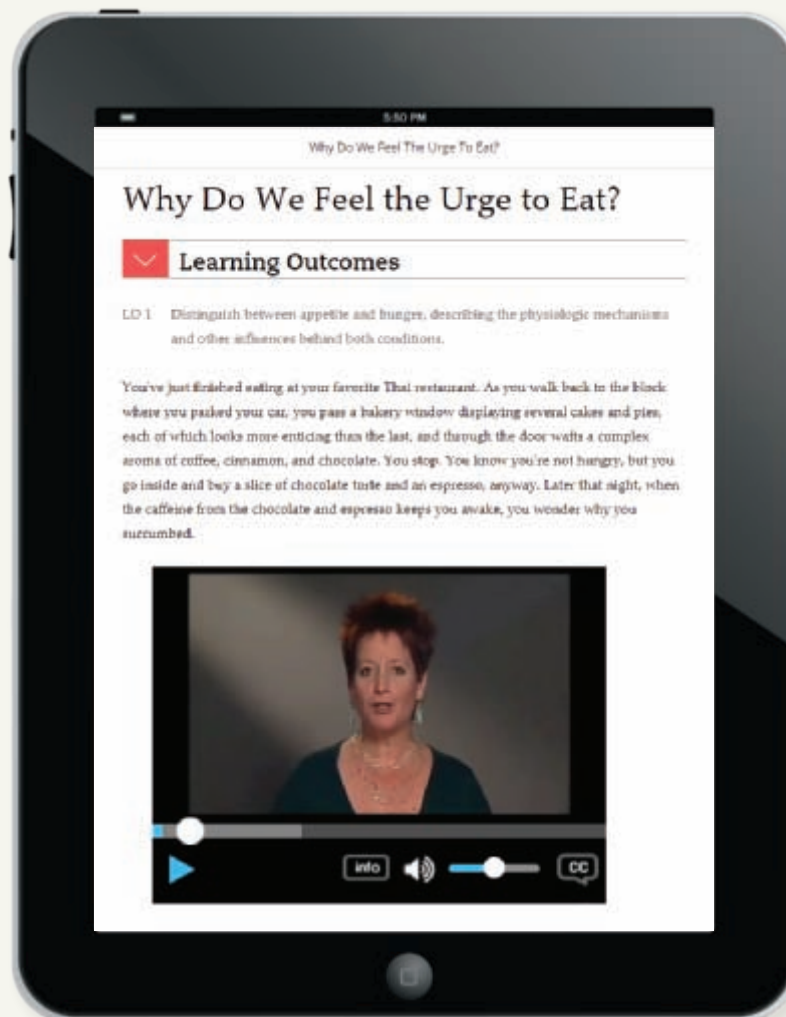 5:50 PM
Why Do We Feel The Urge To Eat?
Why Do We Feel the Urge to Eat?
Learning Outcomes
LO 1 Distinguish between appetite and hunger, describing the physiologic mechanisms
and other influences behind both conditions.
You've just finished eating at your favorite Thai restaurant. As you walk back to the block
where you parked your car, you pass a bakery window displaying several cakes and pies,
each of which looks more enticing than the last, and through the door wafts a complex
aroma of coffee, cinnamon, and chocolate. You stop. You know you're not hungry, but you
go inside and buy a slice of chocolate torte and an espresso, anyway. Later that night, when
the caffeine from the chocolate and espresso keeps you awake, you wonder why you
succumbed.
info
CC